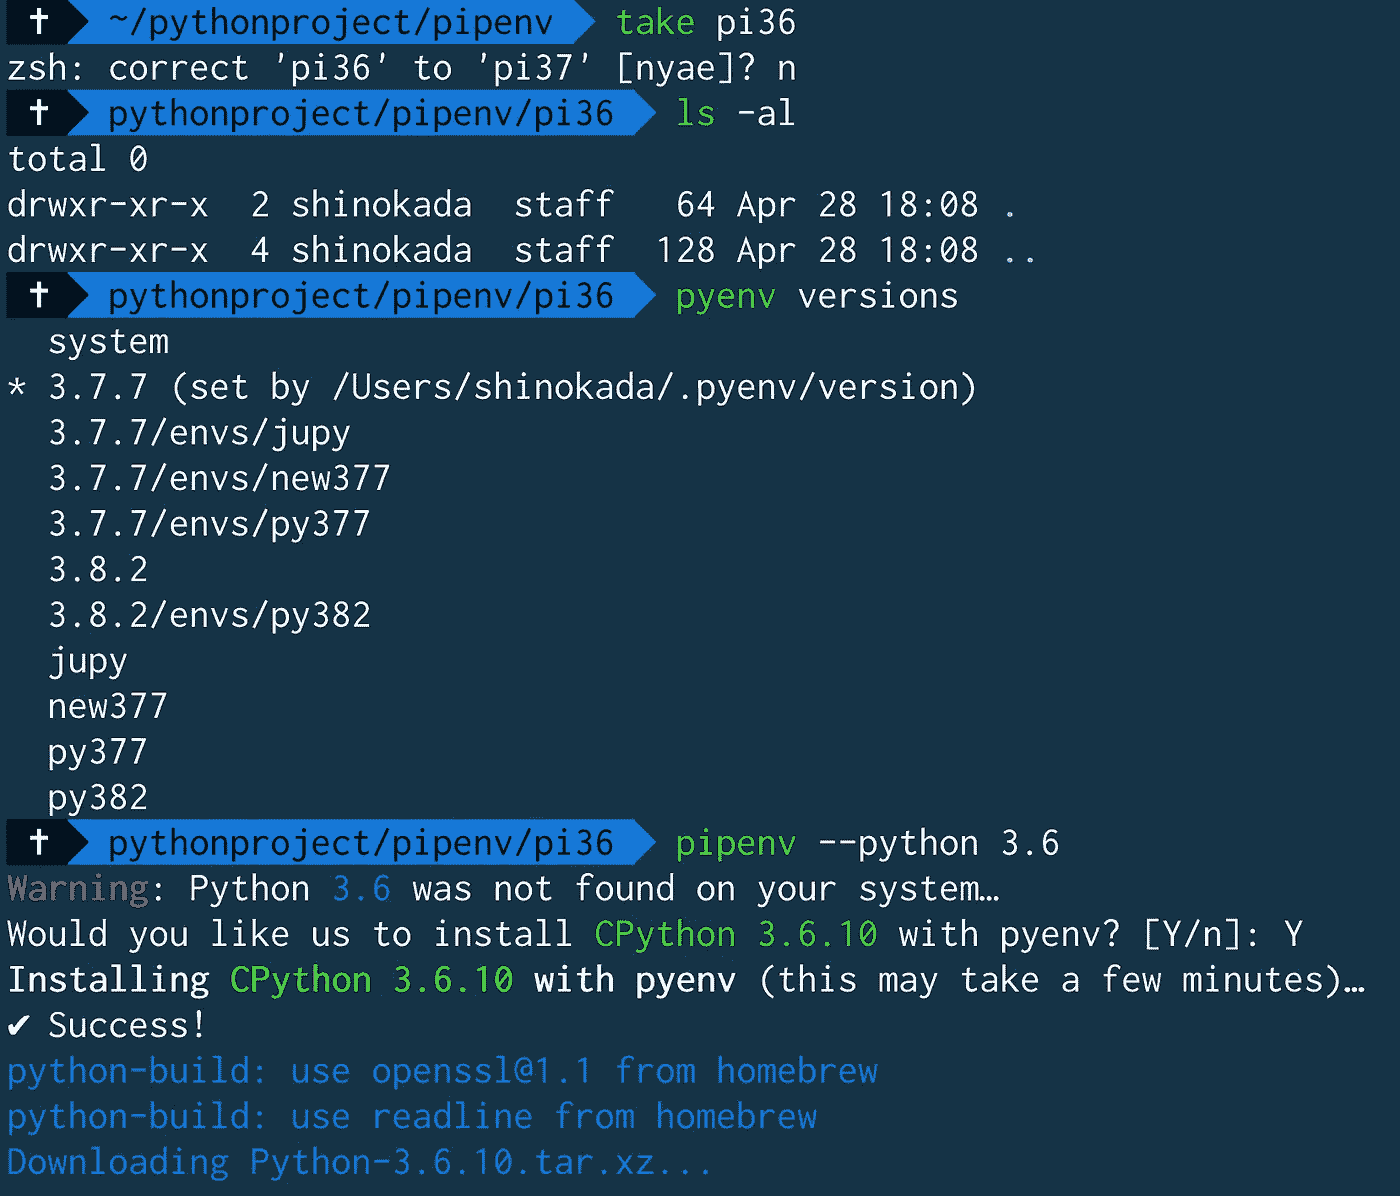 ✝ ~/pythonproject/pipenv take pi36
zsh: correct 'pi36' to 'pi37' [nyae]? n
✝ pythonproject/pipenv/pi36 ls -al
total 0
drwxr-xr-x  2 shinokada  staff   64 Apr 28 18:08 .
drwxr-xr-x  4 shinokada  staff  128 Apr 28 18:08 ..
✝ pythonproject/pipenv/pi36 pyenv versions
  system
* 3.7.7 (set by /Users/shinokada/.pyenv/version)
  3.7.7/envs/jupy
  3.7.7/envs/new377
  3.7.7/envs/py377
  3.8.2
  3.8.2/envs/py382
  jupy
  new377
  py377
  py382
✝ pythonproject/pipenv/pi36 pipenv --python 3.6
Warning: Python 3.6 was not found on your system…
Would you like us to install CPython 3.6.10 with pyenv? [Y/n]: Y
Installing CPython 3.6.10 with pyenv (this may take a few minutes)…
✔ Success!
python-build: use openssl@1.1 from homebrew
python-build: use readline from homebrew
Downloading Python-3.6.10.tar.xz...